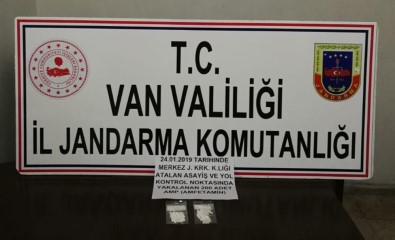 T.C.
VAN VALİLİĞİ
İL JANDARMA KOMUTANLIĞI
24.01.2019 TARİHİNDE
MERKEZ J. KRK. K.LIĞI
ATALAN ASAYİŞ VE YOL
KONTROL NOKTASINDA
YAKALANAN 200 ADET
AMP (AMFETAMİN)